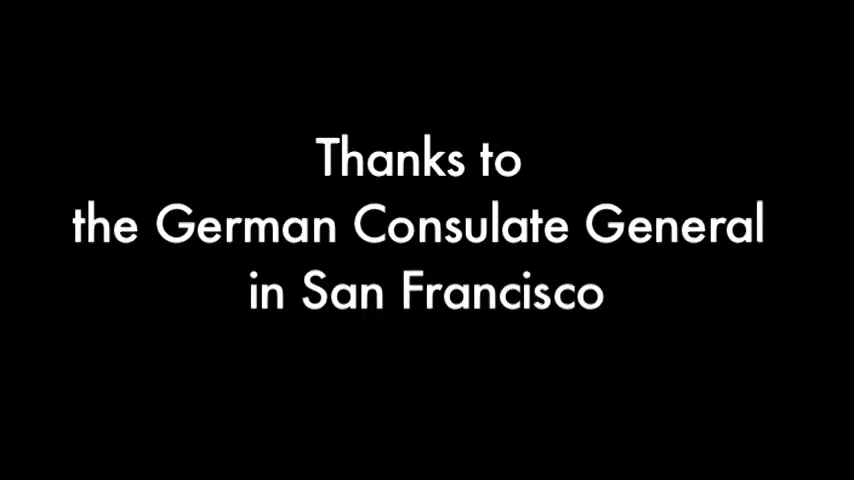 Thanks to
the German Consulate General
in San Francisco